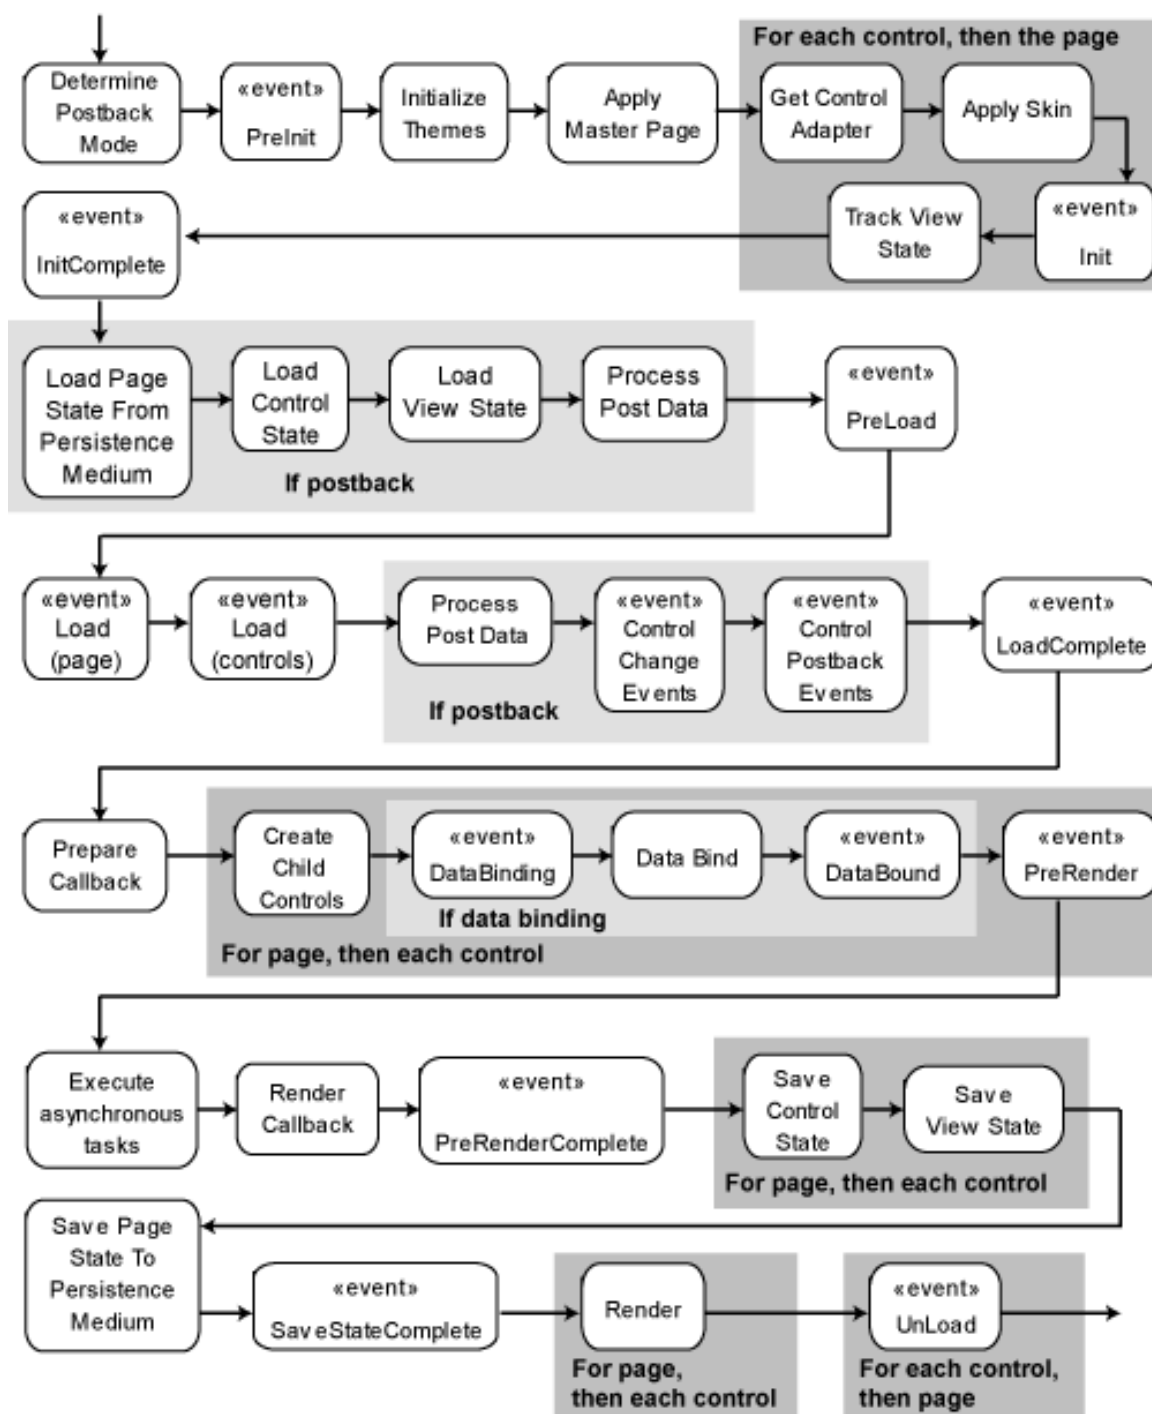 For each control, then the page
Determine
Postback
Mode
«event»
PreInit
Initialize
Themes
Apply
Master Page
Get Control
Adapter
Apply Skin
«event»
InitComplete
Track View
State
«event»
Init
Load Page
State From
Persistence
Medium
Load
Control
State
Load
View State
Process
Post Data
«event»
PreLoad
If postback
«event»
Load
(page)
«event»
Load
(controls)
Process
Post Data
«event»
Control
Change
Events
«event»
Control
Postback
Events
«event»
LoadComplete
If postback
Prepare
Callback
Create
Child
Controls
«event»
DataBinding
Data Bind
«event»
DataBound
«event»
PreRender
If data binding
For page, then each control
Execute
asynchronous
tasks
Render
Callback
«event»
PreRenderComplete
Save
Control
State
Save
View State
For page, then each control
Save Page
State To
Persistence
Medium
«event»
SaveStateComplete
Render
«event»
UnLoad
For page,
then each control
For each control,
then page